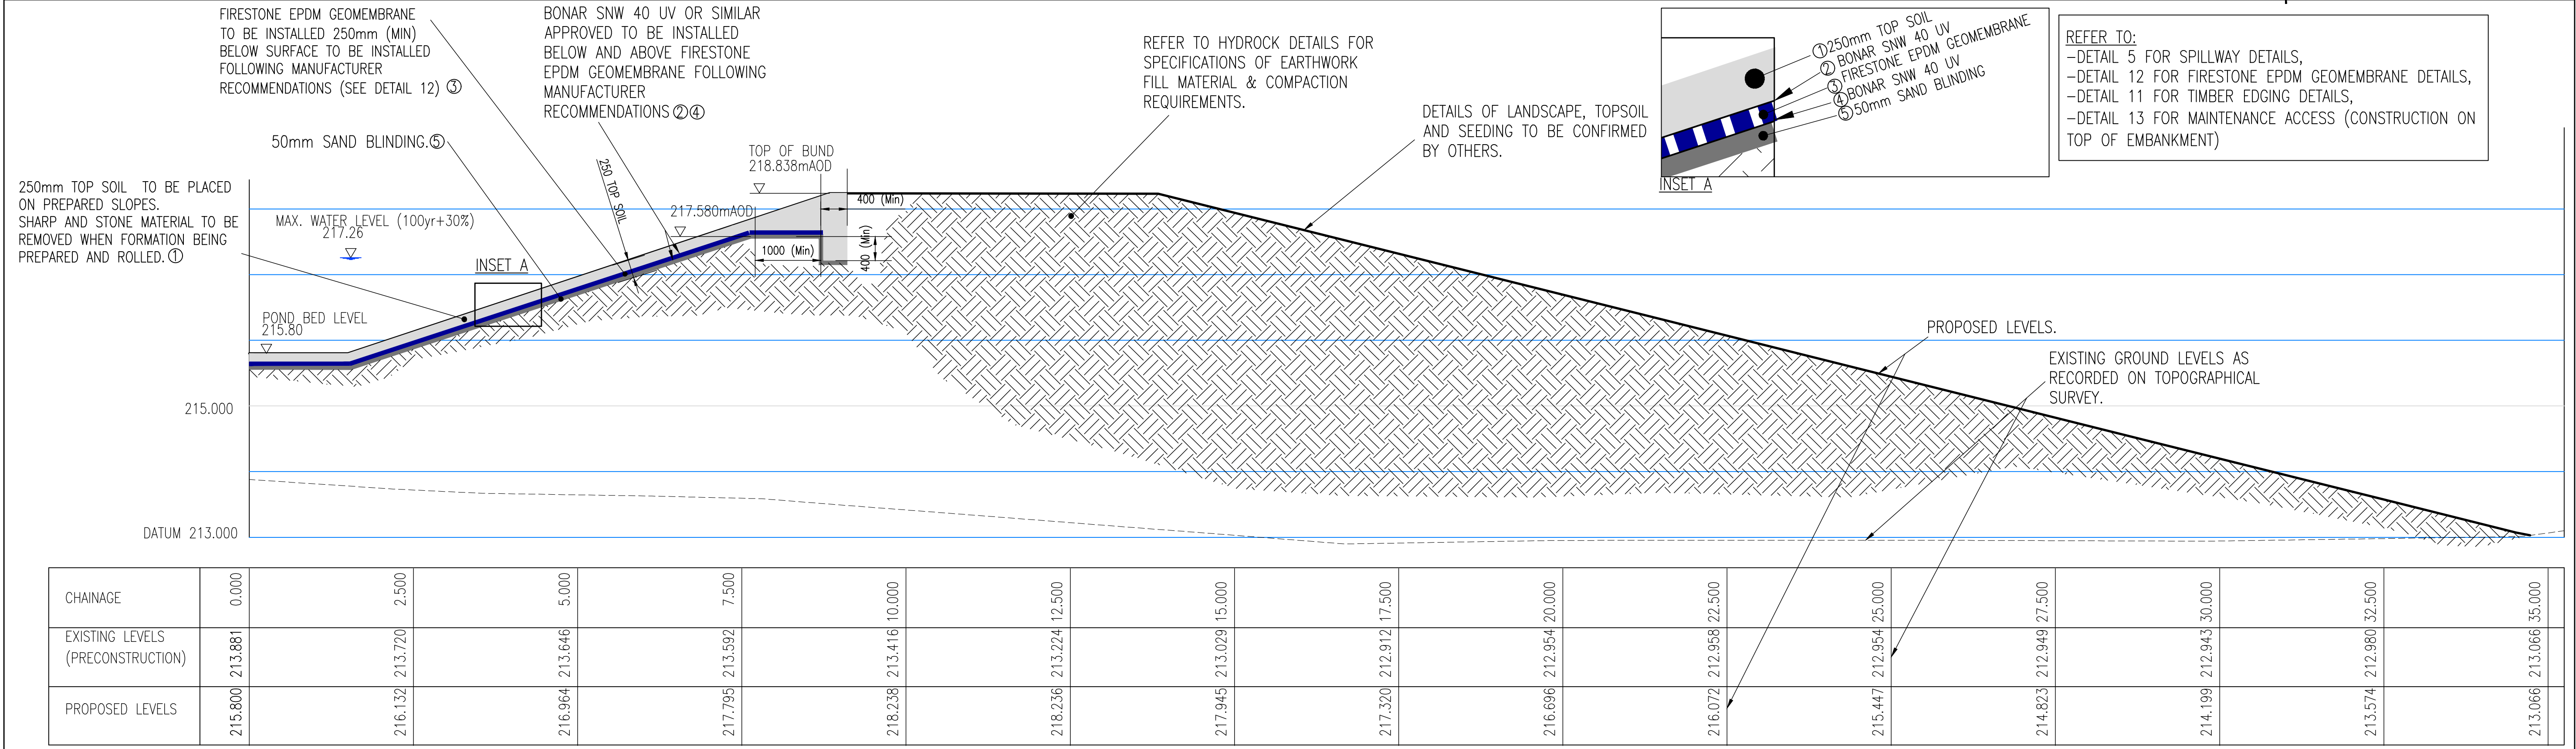 FIRESTONE EPDM GEOMEMBRANE
TO BE INSTALLED 250mm (MIN)
BELOW SURFACE TO BE INSTALLED
FOLLOWING MANUFACTURER
RECOMMENDATIONS (SEE DETAIL 12) ③
BONAR SNW 40 UV OR SIMILAR
APPROVED TO BE INSTALLED
BELOW AND ABOVE FIRESTONE
EPDM GEOMEMBRANE FOLLOWING
MANUFACTURER
RECOMMENDATIONS ②④
50mm SAND BLINDING.⑤
250mm TOP SOIL TO BE PLACED
ON PREPARED SLOPES.
SHARP AND STONE MATERIAL TO BE
REMOVED WHEN FORMATION BEING
PREPARED AND ROLLED. ①
MAX. WATER LEVEL (100yr+30%)
217.26
INSET A
POND BED LEVEL
215.80
250 TOP SOIL
TOP OF BUND
218.838mAOD
217.580mAOD
400 (Min)
1000 (Min)
400 (Min)
REFER TO HYDROCK DETAILS FOR
SPECIFICATIONS OF EARTHWORK
FILL MATERIAL & COMPACTION
REQUIREMENTS.
DETAILS OF LANDSCAPE, TOPSOIL
AND SEEDING TO BE CONFIRMED
BY OTHERS.
①250mm TOP SOIL
② BONAR SNW 40 UV
③ FIRESTONE EPDM GEOMEMBRANE
④ BONAR SNW 40 UV
⑤ 50mm SAND BLINDING
INSET A
REFER TO:
-DETAIL 5 FOR SPILLWAY DETAILS,
-DETAIL 12 FOR FIRESTONE EPDM GEOMEMBRANE DETAILS,
-DETAIL 11 FOR TIMBER EDGING DETAILS,
-DETAIL 13 FOR MAINTENANCE ACCESS (CONSTRUCTION ON
TOP OF EMBANKMENT)
PROPOSED LEVELS.
EXISTING GROUND LEVELS AS
RECORDED ON TOPOGRAPHICAL
SURVEY.
215.000
DATUM 213.000
CHAINAGE 0.000 2.500 5.000 7.500 10.000 12.500 15.000 17.500 20.000 22.500 25.000 27.500 30.000 32.500 35.000
EXISTING LEVELS
(PRECONSTRUCTION) 213.881 213.720 213.646 213.592 213.416 213.224 213.029 212.912 212.954 212.958 212.954 212.949 212.943 212.980 213.066
PROPOSED LEVELS 215.800 216.132 216.964 217.795 218.238 218.236 217.945 217.320 216.696 216.072 215.447 214.823 214.199 213.574 213.066